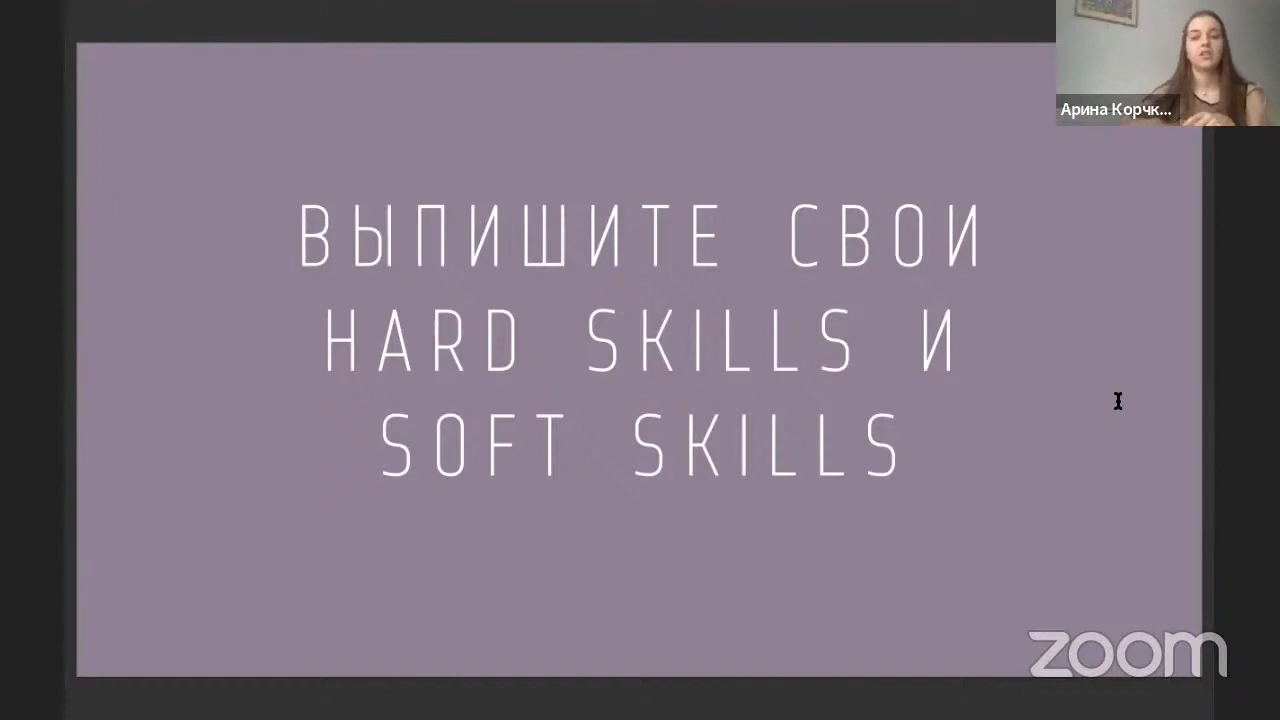 Арина Корчк...
ВЫПИШИТЕ СВОИ
HARD SKILLS И
SOFT SKILLS
zoom